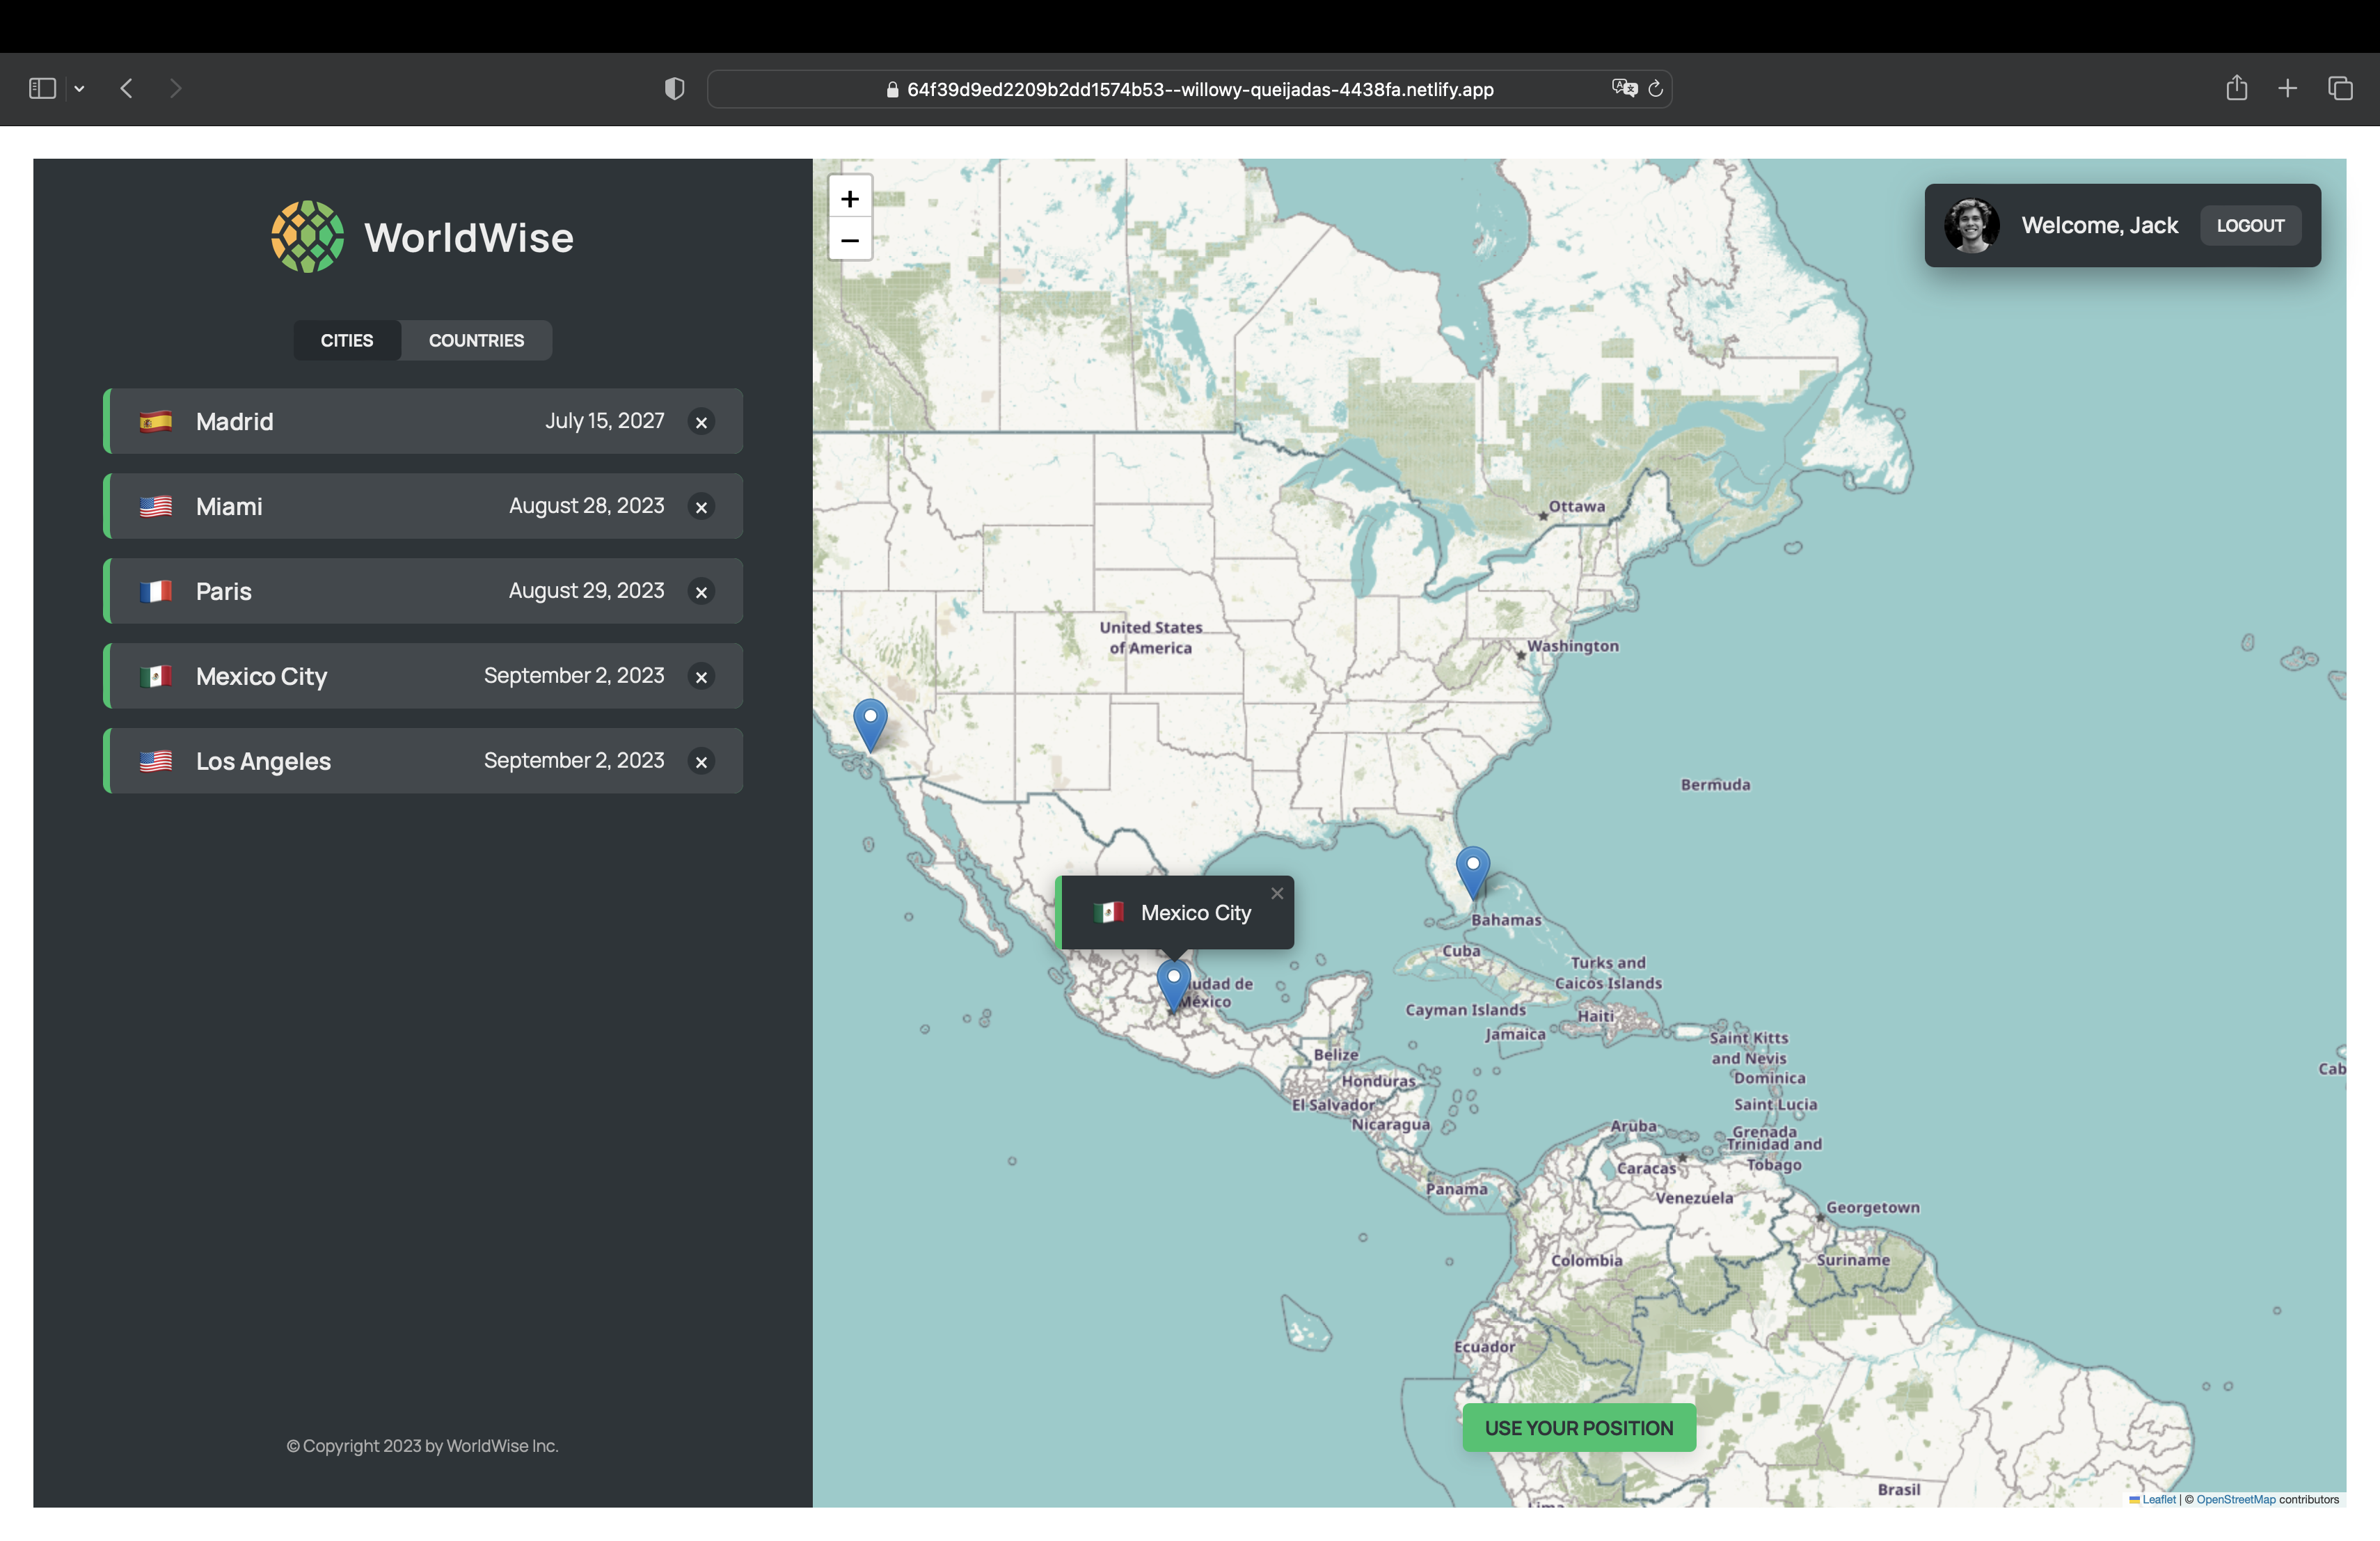 64f39d9ed2209b2dd1574b53--willowy-queijadas-4438fa.netlify.app
WorldWise
CITIES COUNTRIES
Madrid July 15, 2027 ×
Miami August 28, 2023 ×
Paris August 29, 2023 ×
Mexico City September 2, 2023 ×
Los Angeles September 2, 2023 ×
© Copyright 2023 by WorldWise Inc.
+
−
Welcome, Jack LOGOUT
Ottawa
United States
of America
Washington
Bermuda
Mexico City ×
Bahamas
Cuba
Turks and
Caicos Islands
iudad de
México
Cayman Islands
Haiti
Jamaica
Saint Kitts
and Nevis
Belize
Cab
Dominica
Honduras
El Salvador
Saint Lucia
Nicaragua
Aruba
Grenada
Trinidad and
Tobago
Caracas
Panama
Venezuela
Georgetown
Colombia
Suriname
Ecuador
USE YOUR POSITION
Brasil
Lima
Leaflet | © OpenStreetMap contributors